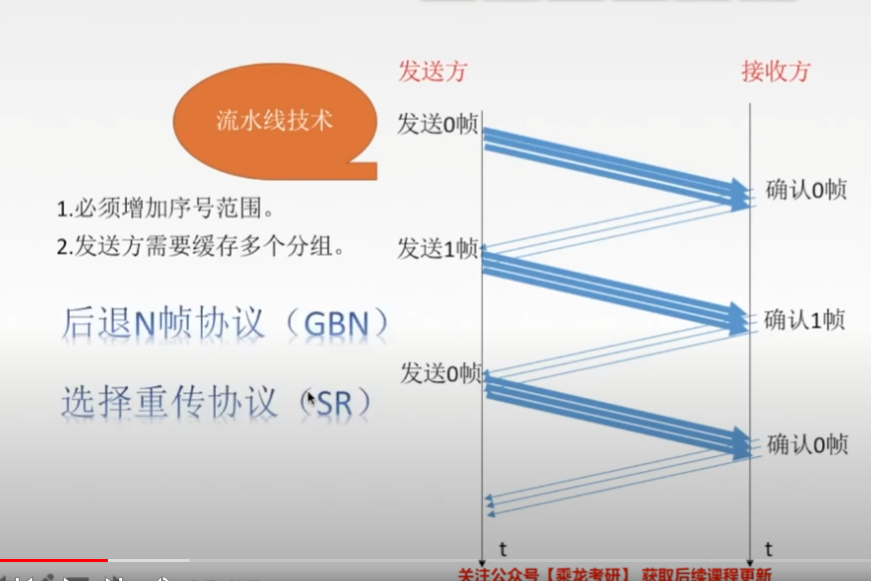 发送方
接收方
流水线技术
发送0帧
确认0帧
1.必须增加序号范围。
2.发送方需要缓存多个分组。
发送1帧
后退N帧协议（GBN）
确认1帧
发送0帧
选择重传协议（SR）
确认0帧
t
t
关注公众号【乘龙考研】 获取后续课程更新